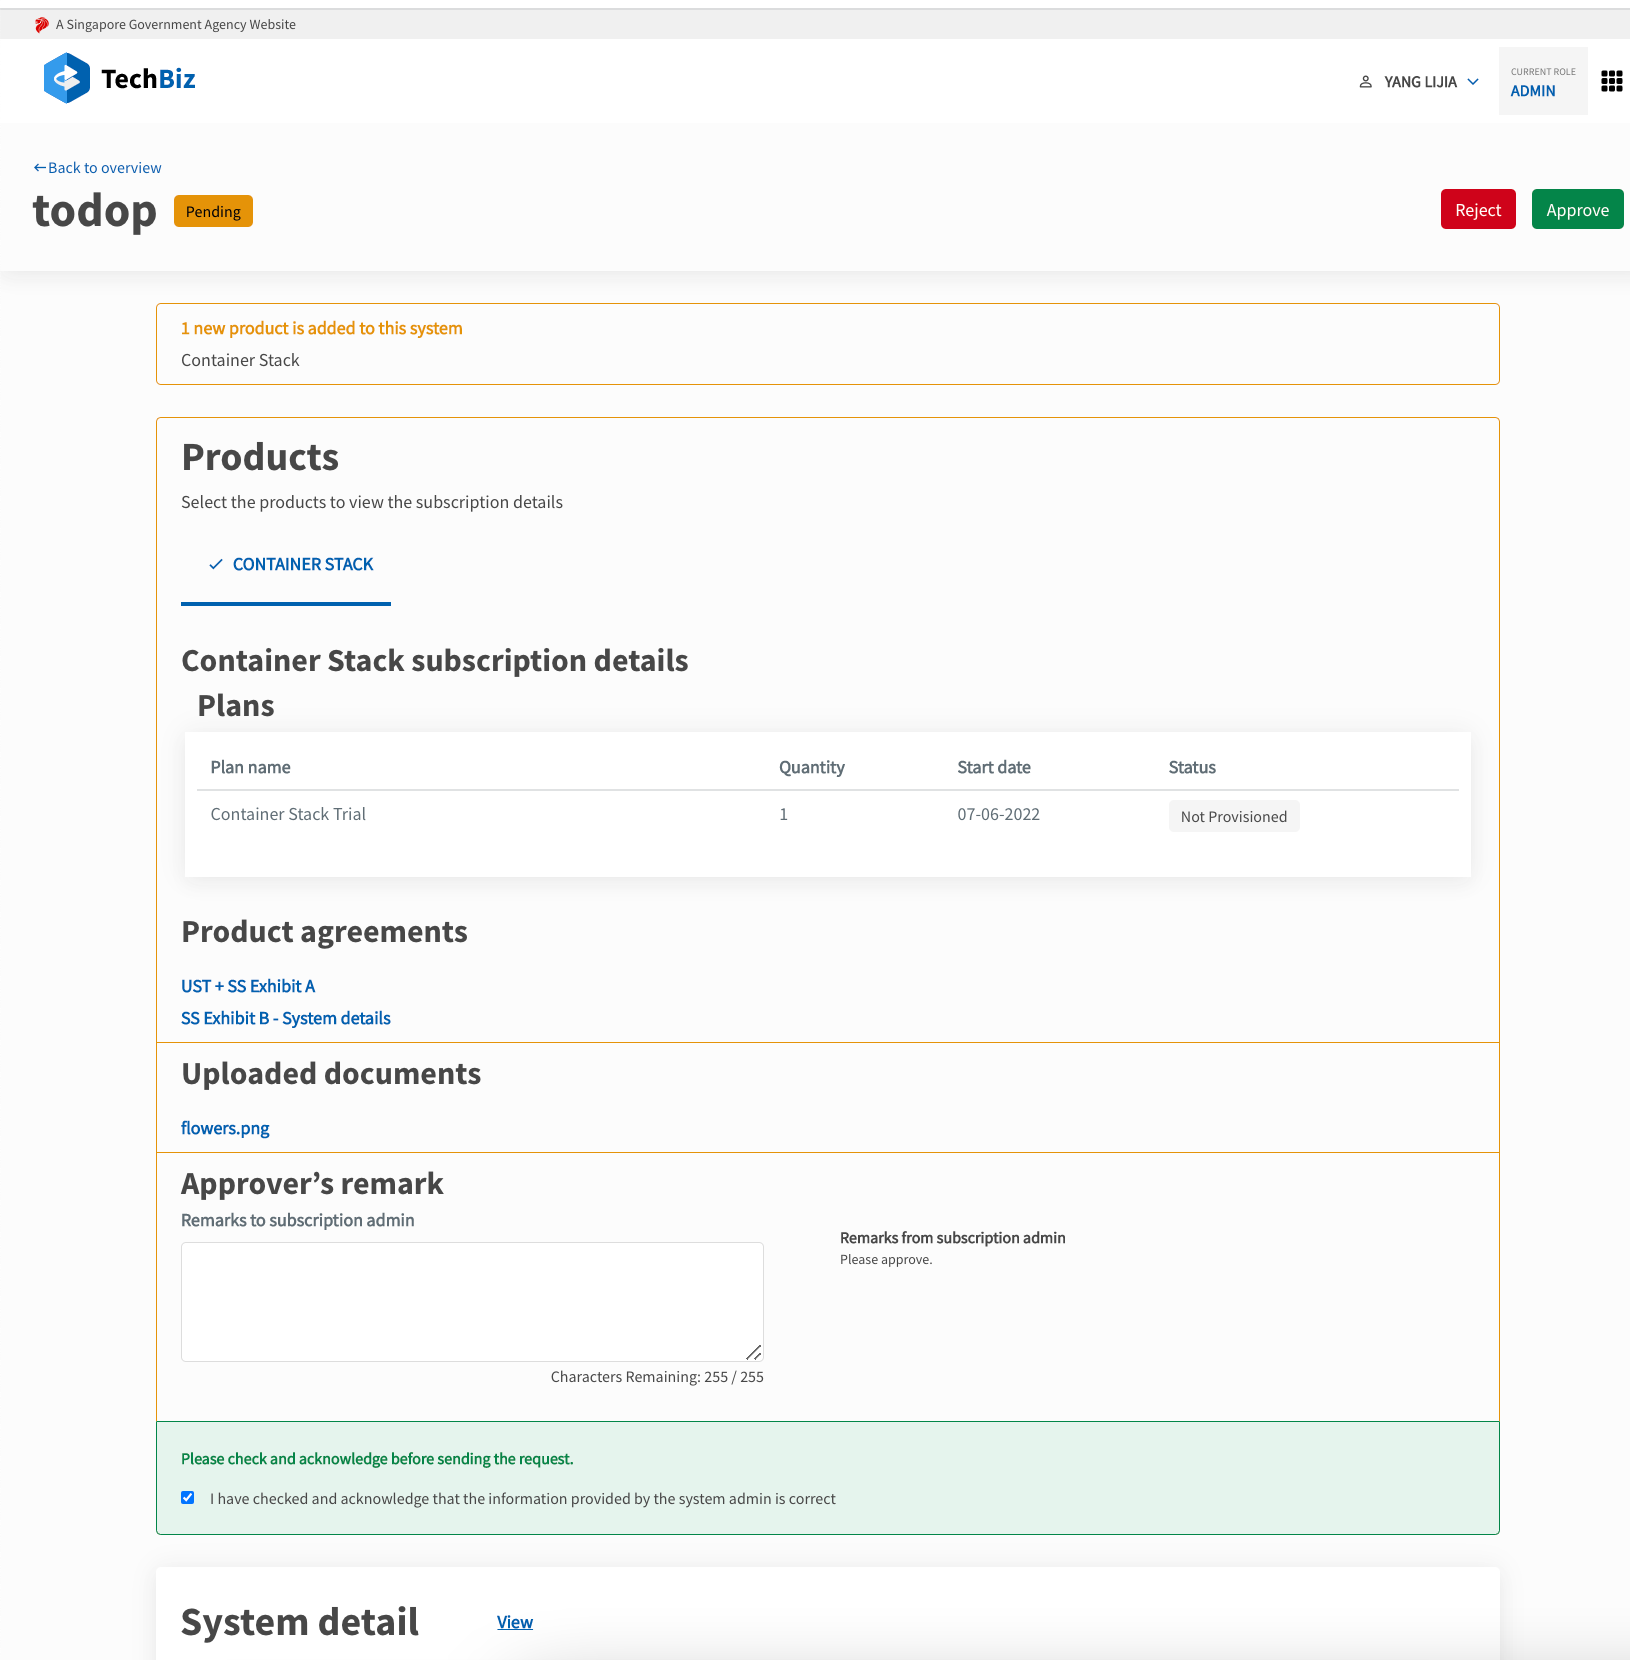 A Singapore Government Agency Website
TechBiz
YANG LIJIA
CURRENT ROLE
ADMIN
←Back to overview
todop
Pending
Reject
Approve
1 new product is added to this system
Container Stack
Products
Select the products to view the subscription details
CONTAINER STACK
Container Stack subscription details
Plans
Plan name Quantity Start date Status
Container Stack Trial 1 07-06-2022 Not Provisioned
Product agreements
UST + SS Exhibit A
SS Exhibit B - System details
Uploaded documents
flowers.png
Approver’s remark
Remarks to subscription admin
Characters Remaining: 255 / 255
Remarks from subscription admin
Please approve.
Please check and acknowledge before sending the request.
I have checked and acknowledge that the information provided by the system admin is correct
System detail
View